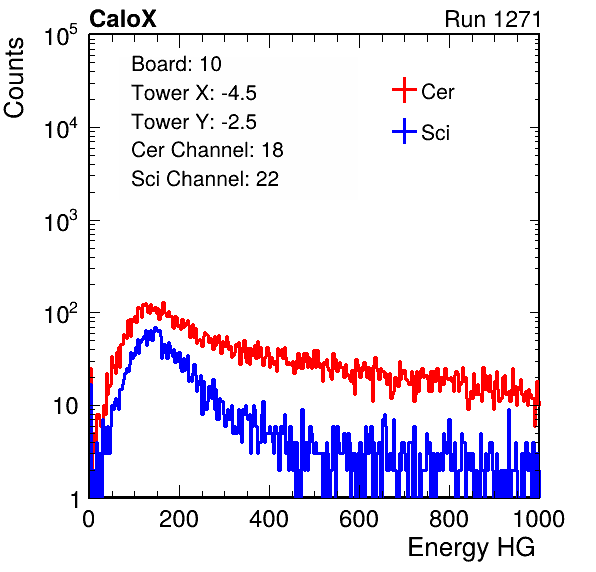 CaloX Run 1271
Counts
10^5
10^4
10^3
10^2
10
1
Board: 10
Tower X: -4.5
Tower Y: -2.5
Cer Channel: 18
Sci Channel: 22
Cer
Sci
0 200 400 600 800 1000
Energy HG